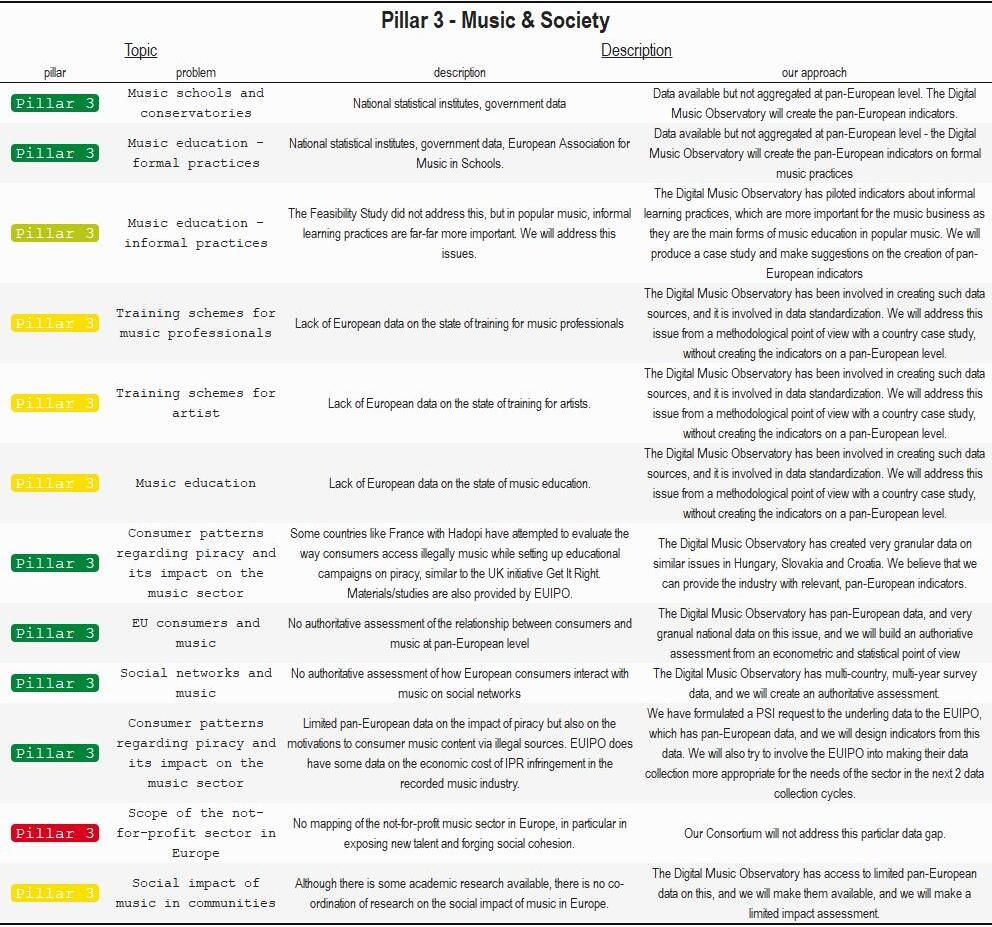 Pillar 3 - Music & Society
Topic
Description
pillar
problem
description
our approach
Pillar 3
Music schools and
conservatories
National statistical institutes, government data
Data available but not aggregated at pan-European level. The Digital
Music Observatory will create the pan-European indicators.
Pillar 3
Music education -
formal practices
National statistical institutes, government data, European Association for
Music in Schools.
Data available but not aggregated at pan-European level - the Digital
Music Observatory will create the pan-European indicators on formal
music practices
Pillar 3
Music education -
informal practices
The Feasibility Study did not address this, but in popular music, informal
learning practices are far-far more important. We will address this
issues.
The Digital Music Observatory has piloted indicators about informal
learning practices, which are more important for the music business as
they are the main forms of music education in popular music. We will
produce a case study and make suggestions on the creation of pan-
European indicators
Pillar 3
Training schemes for
music professionals
Lack of European data on the state of training for music professionals
The Digital Music Observatory has been involved in creating such data
sources, and it is involved in data standardization. We will address this
issue from a methodological point of view with a country case study,
without creating the indicators on a pan-European level.
Pillar 3
Training schemes for
artist
Lack of European data on the state of training for artists.
The Digital Music Observatory has been involved in creating such data
sources, and it is involved in data standardization. We will address this
issue from a methodological point of view with a country case study,
without creating the indicators on a pan-European level.
Pillar 3
Music education
Lack of European data on the state of music education.
The Digital Music Observatory has been involved in creating such data
sources, and it is involved in data standardization. We will address this
issue from a methodological point of view with a country case study,
without creating the indicators on a pan-European level.
Pillar 3
Consumer patterns
regarding piracy and
its impact on the
music sector
Some countries like France with Hadopi have attempted to evaluate the
way consumers access illegally music while setting up educational
campaigns on piracy, similar to the UK initiative Get It Right.
Materials/studies are also provided by EUIPO.
The Digital Music Observatory has created very granular data on
similar issues in Hungary, Slovakia and Croatia. We believe that we
can provide the industry with relevant, pan-European indicators.
Pillar 3
EU consumers and
music
No authoritative assessment of the relationship between consumers and
music at pan-European level
The Digital Music Observatory has pan-European data, and very
granual national data on this issue, and we will build an authoriative
assessment from an econometric and statistical point of view
Pillar 3
Social networks and
music
No authoritative assessment of how European consumers interact with
music on social networks
The Digital Music Observatory has multi-country, multi-year survey
data, and we will create an authoritative assessment.
Pillar 3
Consumer patterns
regarding piracy and
its impact on the
music sector
Limited pan-European data on the impact of piracy but also on the
motivations to consumer music content via illegal sources. EUIPO does
have some data on the economic cost of IPR infringement in the
recorded music industry.
We have formulated a PSI request to the underling data to the EUIPO,
which has pan-European data, and we will design indicators from this
data. We will also try to involve the EUIPO into making their data
collection more appropriate for the needs of the sector in the next 2 data
collection cycles.
Pillar 3
Scope of the not-
for-profit sector in
Europe
No mapping of the not-for-profit music sector in Europe, in particular in
exposing new talent and forging social cohesion.
Our Consortium will not address this particlar data gap.
Pillar 3
Social impact of
music in communities
Although there is some academic research available, there is no co-
ordination of research on the social impact of music in Europe.
The Digital Music Observatory has access to limited pan-European
data on this, and we will make them available, and we will make a
limited impact assessment.